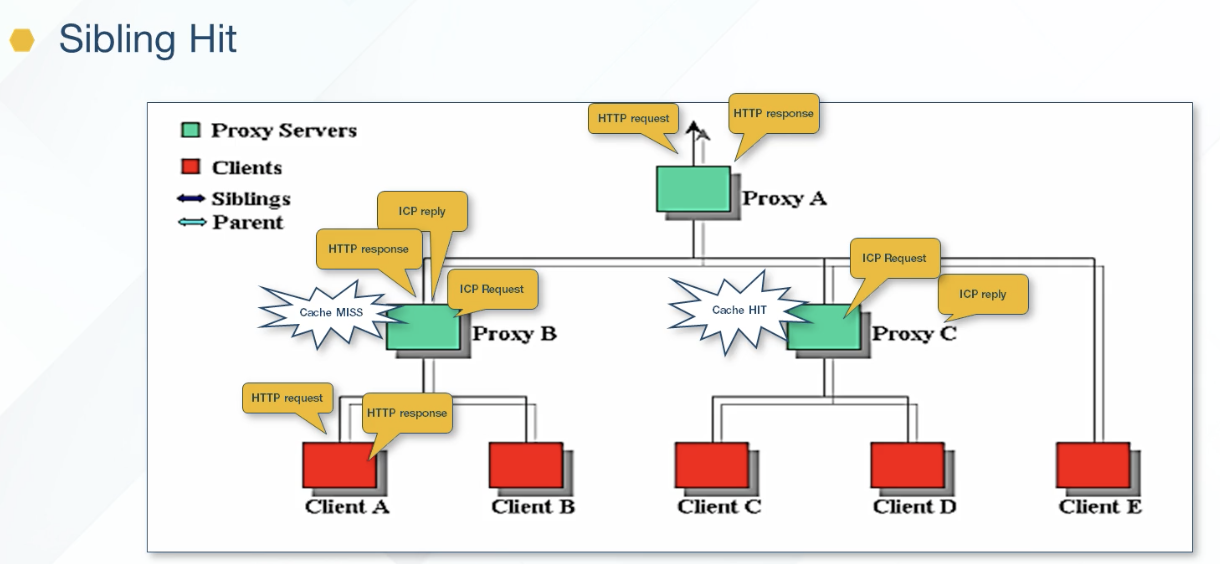 Sibling Hit
Proxy Servers
Clients
Siblings
Parent
HTTP request
HTTP response
Proxy A
ICP reply
HTTP response
ICP Request
Cache MISS
Proxy B
ICP Request
ICP reply
Cache HIT
Proxy C
HTTP request
HTTP response
Client A
Client B
Client C
Client D
Client E